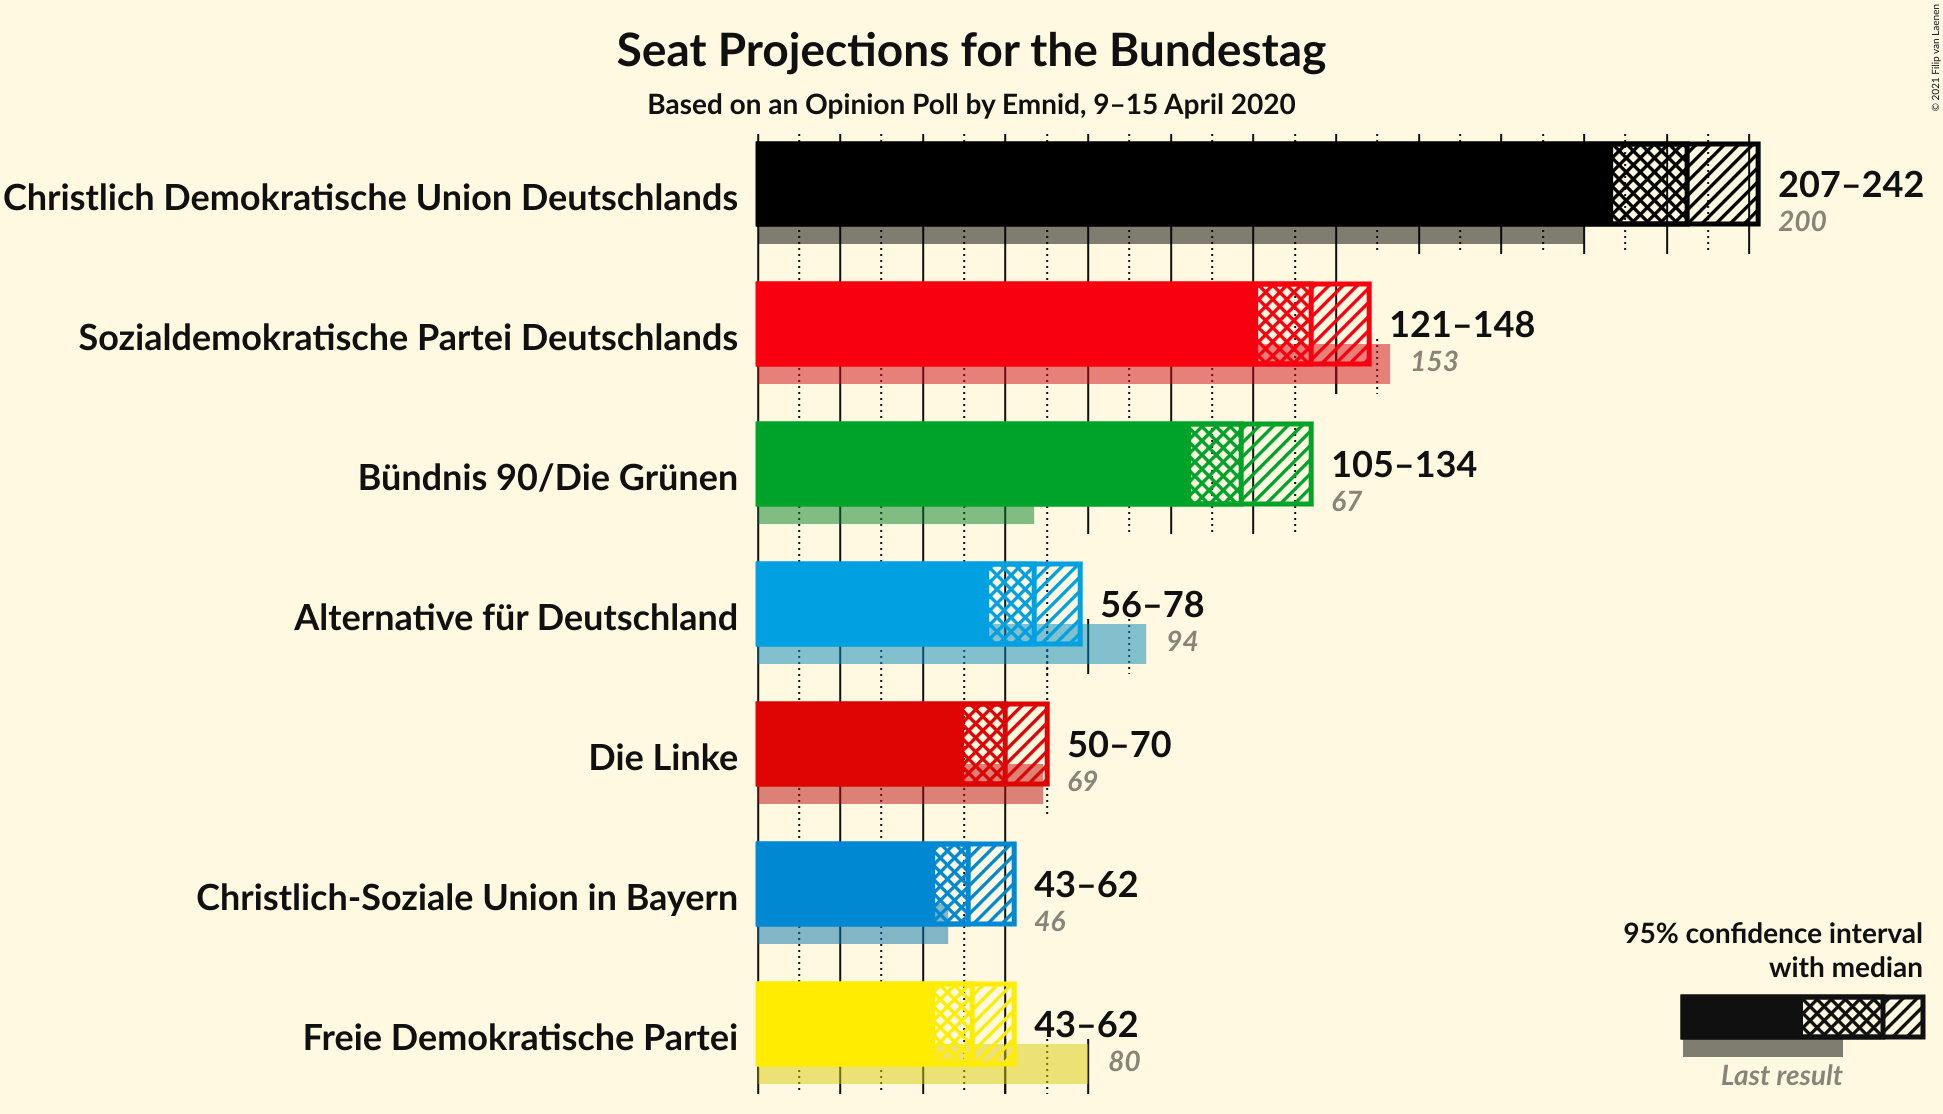 Seat Projections for the Bundestag
Based on an Opinion Poll by Emnid, 9–15 April 2020
© 2021 Filip van Laenen
Christlich Demokratische Union Deutschlands
207–242
200
Sozialdemokratische Partei Deutschlands
121–148
153
Bündnis 90/Die Grünen
105–134
67
Alternative für Deutschland
56–78
94
Die Linke
50–70
69
Christlich-Soziale Union in Bayern
43–62
46
Freie Demokratische Partei
43–62
80
95% confidence interval
with median
Last result